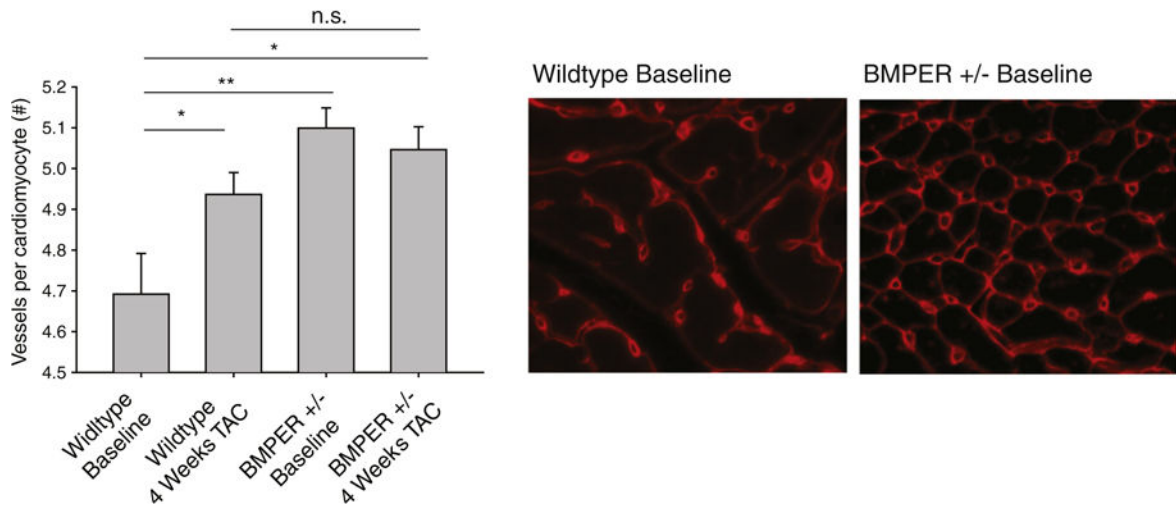 n.s.
*
**
*
Vessels per cardiomyocyte (#)
5.2
5.1
5.0
4.9
4.8
4.7
4.6
4.5
Widltype
Baseline
Wildtype
4 Weeks TAC
BMPER +/-
Baseline
BMPER +/-
4 Weeks TAC
Wildtype Baseline
BMPER +/- Baseline